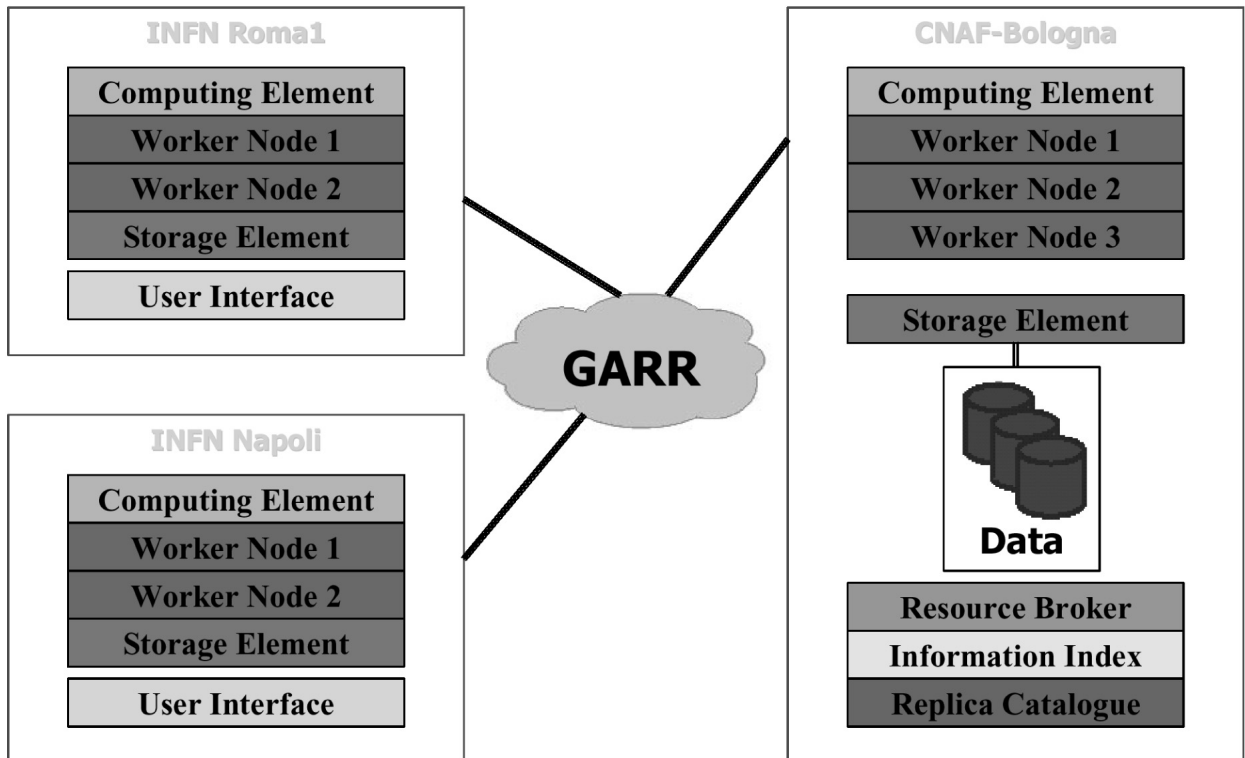 INFN Roma1
Computing Element
Worker Node 1
Worker Node 2
Storage Element
User Interface
INFN Napoli
Computing Element
Worker Node 1
Worker Node 2
Storage Element
User Interface
GARR
CNAF-Bologna
Computing Element
Worker Node 1
Worker Node 2
Worker Node 3
Storage Element
Data
Resource Broker
Information Index
Replica Catalogue